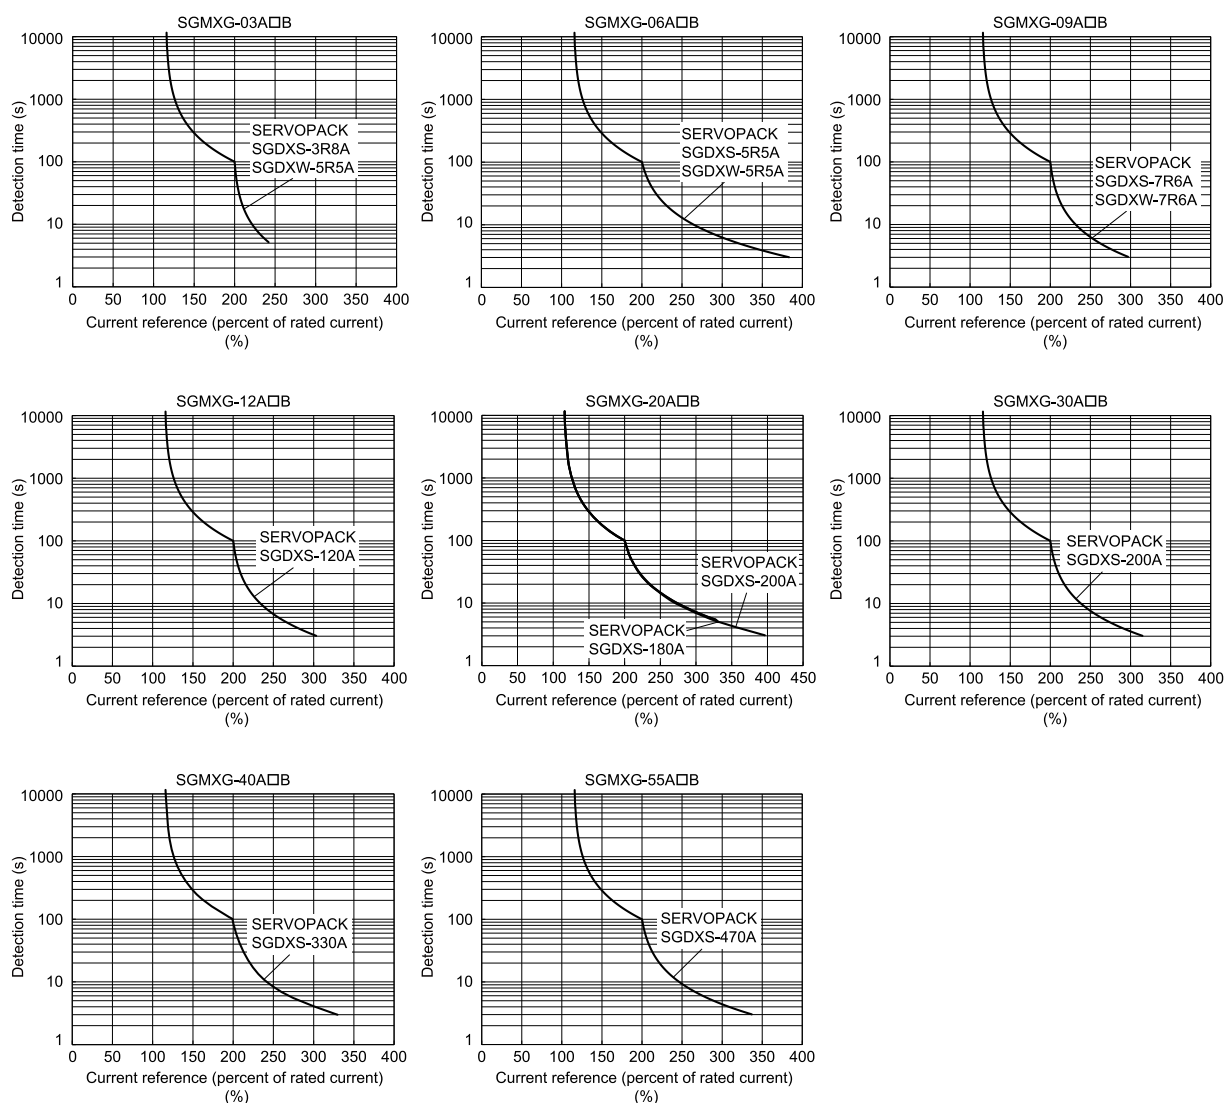 SGMXG-03A□B
Detection time (s)
10000
1000
100
10
1
SERVOPACK
SGDXS-3R8A
SGDXW-5R5A
0 50 100 150 200 250 300 350 400
Current reference (percent of rated current)
(%)
SGMXG-06A□B
Detection time (s)
10000
1000
100
10
1
SERVOPACK
SGDXS-5R5A
SGDXW-5R5A
0 50 100 150 200 250 300 350 400
Current reference (percent of rated current)
(%)
SGMXG-09A□B
Detection time (s)
10000
1000
100
10
1
SERVOPACK
SGDXS-7R6A
SGDXW-7R6A
0 50 100 150 200 250 300 350 400
Current reference (percent of rated current)
(%)
SGMXG-12A□B
Detection time (s)
10000
1000
100
10
1
SERVOPACK
SGDXS-120A
0 50 100 150 200 250 300 350 400
Current reference (percent of rated current)
(%)
SGMXG-20A□B
Detection time (s)
10000
1000
100
10
1
SERVOPACK
SGDXS-200A
SERVOPACK
SGDXS-180A
0 50 100 150 200 250 300 350 400 450
Current reference (percent of rated current)
(%)
SGMXG-30A□B
Detection time (s)
10000
1000
100
10
1
SERVOPACK
SGDXS-200A
0 50 100 150 200 250 300 350 400
Current reference (percent of rated current)
(%)
SGMXG-40A□B
Detection time (s)
10000
1000
100
10
1
SERVOPACK
SGDXS-330A
0 50 100 150 200 250 300 350 400
Current reference (percent of rated current)
(%)
SGMXG-55A□B
Detection time (s)
10000
1000
100
10
1
SERVOPACK
SGDXS-470A
0 50 100 150 200 250 300 350 400
Current reference (percent of rated current)
(%)